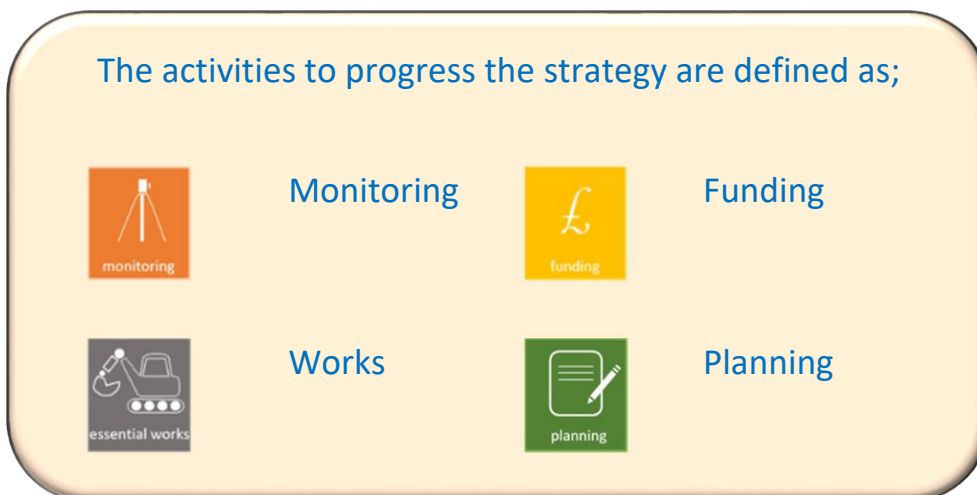 The activities to progress the strategy are defined as;
monitoring
Monitoring
£
funding
Funding
essential works
Works
planning
Planning